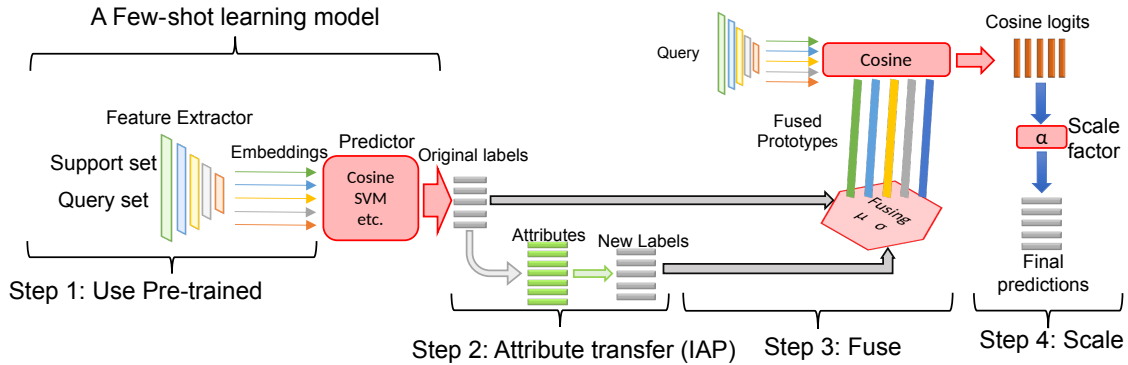 A Few-shot learning model
Feature Extractor
Support set
Query set
Embeddings
Predictor
Cosine
SVM
etc.
Original labels
Attributes
New Labels
Query
Cosine
Fused
Prototypes
Fusing
μ σ
Cosine logits
α
Scale
factor
Final
predictions
Step 1: Use Pre-trained
Step 2: Attribute transfer (IAP)
Step 3: Fuse
Step 4: Scale